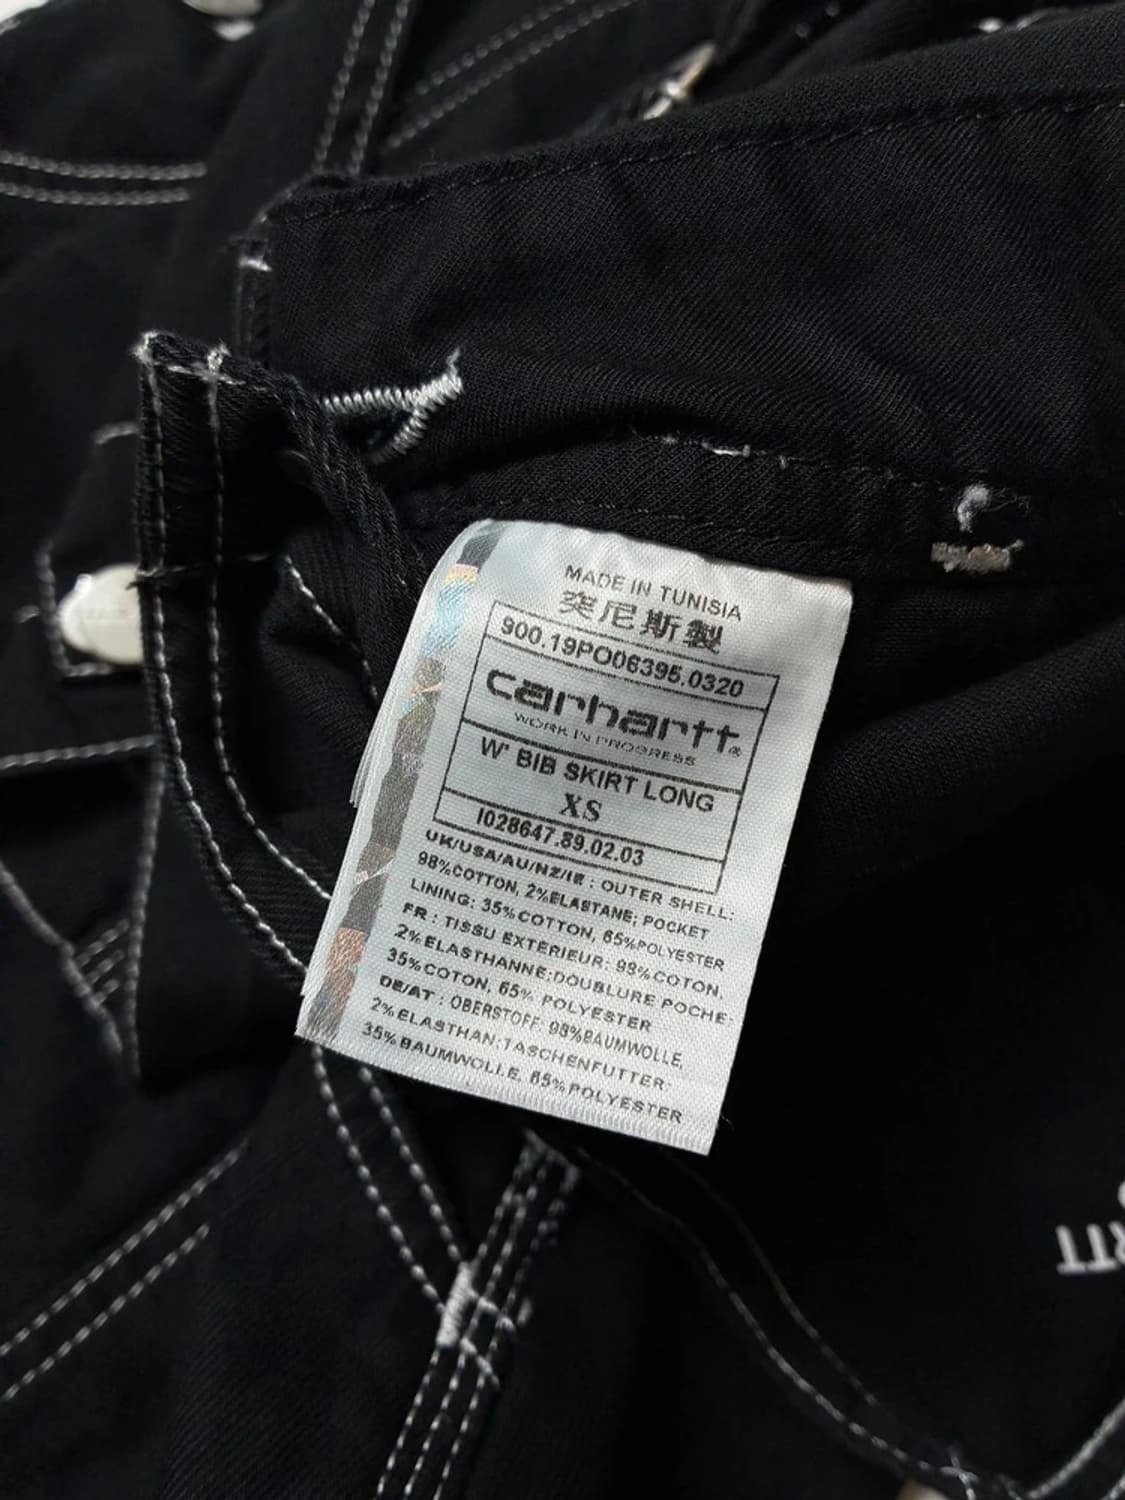 MADE IN TUNISIA
突尼斯製
900.19PO06395.0320
carhartt®
WORK IN PROGRESS
W' BIB SKIRT LONG
XS
I028647.89.02.03
UK/USA/AU/NZ/IE : OUTER SHELL:
98%COTTON, 2%ELASTANE; POCKET
LINING: 35%COTTON, 65%POLYESTER
FR : TISSU EXTERIEUR: 98%COTON,
2%ELASTHANNE;DOUBLURE POCHE:
35%COTON, 65% POLYESTER
DE/AT : OBERSTOFF: 98%BAUMWOLLE,
2%ELASTHAN;TASCHENFUTTER:
35%BAUMWOLLE, 65%POLYESTER